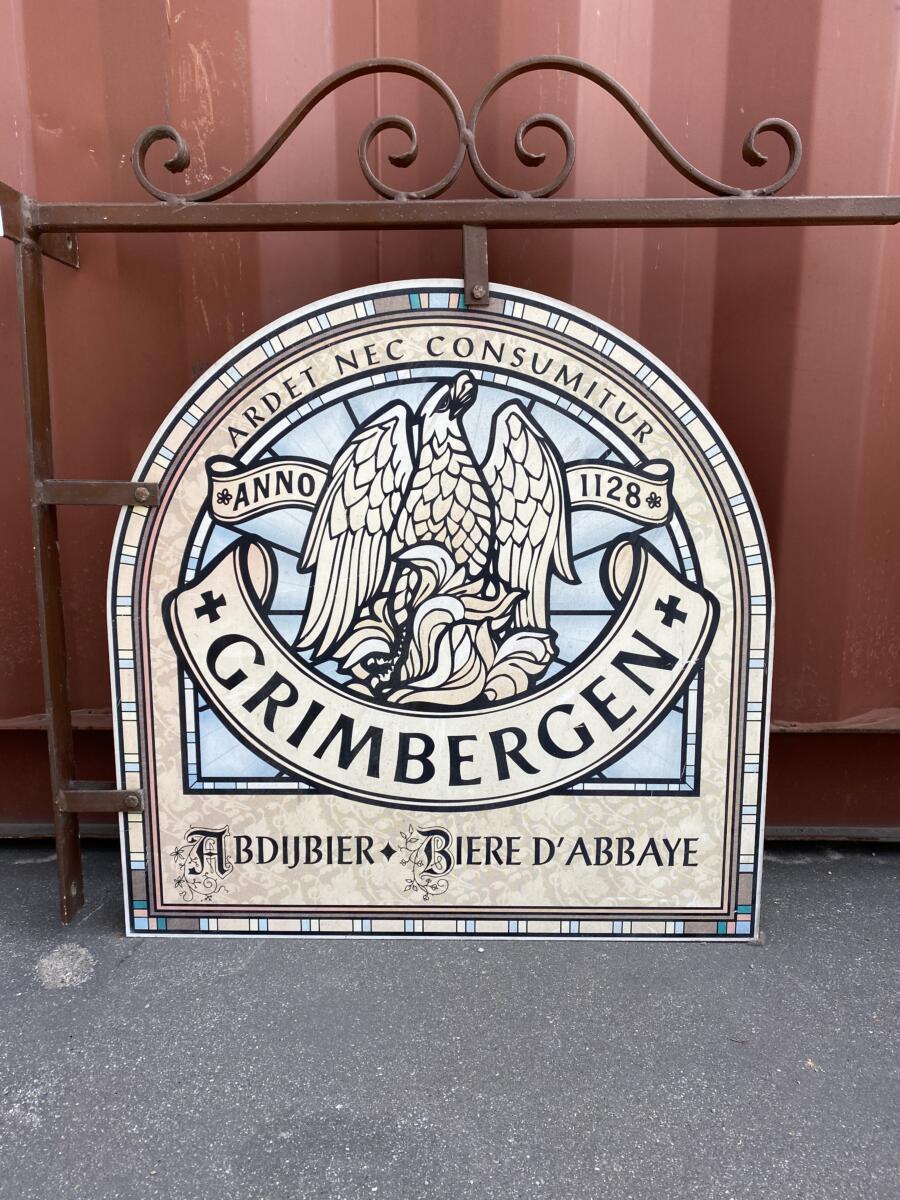 ARDET NEC CONSUMITUR
ANNO 1128
GRIMBERGEN
ABDIJBIER BIERE D'ABBAYE